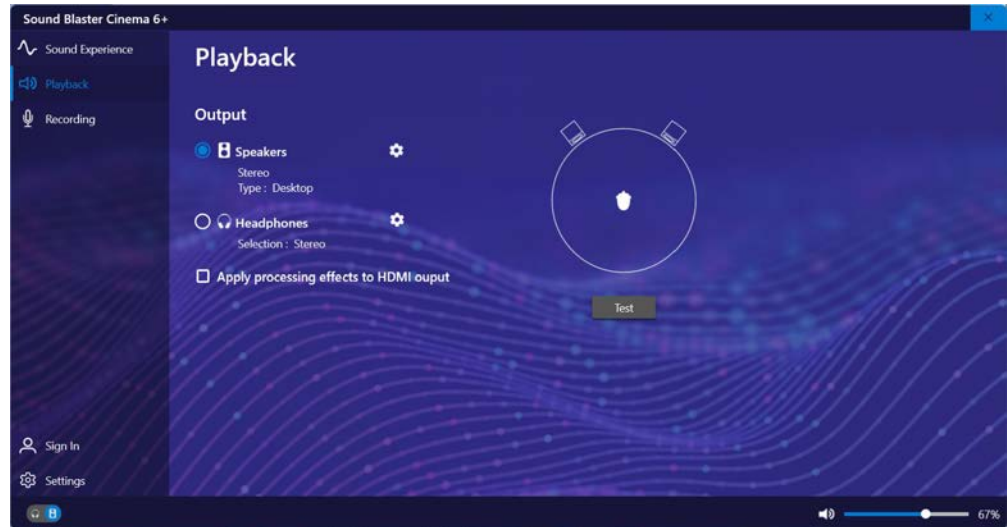 Sound Blaster Cinema 6+
Sound Experience
Playback
Recording
Playback
Output
Speakers
Stereo
Type : Desktop
Headphones
Selection : Stereo
Apply processing effects to HDMI ouput
Test
Sign In
Settings
67%